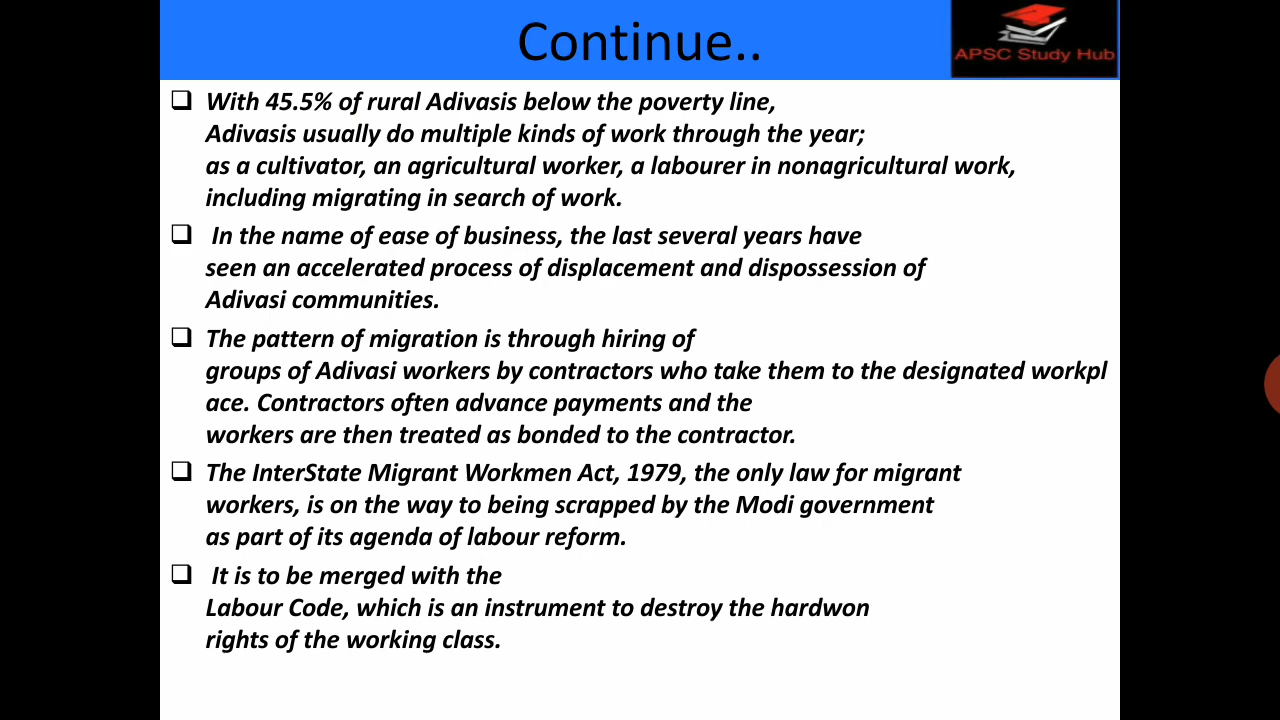 Continue..
APSC Study Hub
With 45.5% of rural Adivasis below the poverty line,
Adivasis usually do multiple kinds of work through the year;
as a cultivator, an agricultural worker, a labourer in nonagricultural work,
including migrating in search of work.
In the name of ease of business, the last several years have
seen an accelerated process of displacement and dispossession of
Adivasi communities.
The pattern of migration is through hiring of
groups of Adivasi workers by contractors who take them to the designated workpl
ace. Contractors often advance payments and the
workers are then treated as bonded to the contractor.
The InterState Migrant Workmen Act, 1979, the only law for migrant
workers, is on the way to being scrapped by the Modi government
as part of its agenda of labour reform.
It is to be merged with the
Labour Code, which is an instrument to destroy the hardwon
rights of the working class.